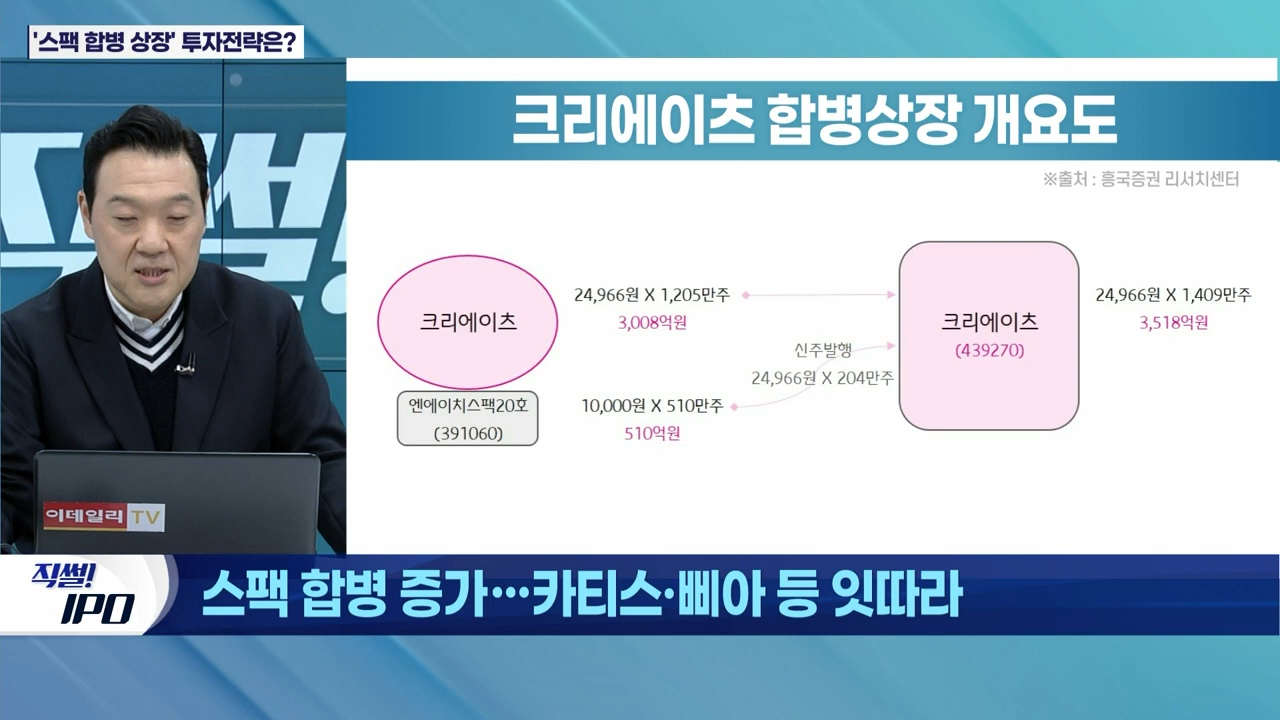 '스팩 합병 상장' 투자전략은?
직썰!
크리에이츠 합병상장 개요도
※출처 : 흥국증권 리서치센터
크리에이츠
24,966원 X 1,205만주
3,008억원
엔에이치스팩20호
(391060)
10,000원 X 510만주
510억원
신주발행
24,966원 X 204만주
크리에이츠
(439270)
24,966원 X 1,409만주
3,518억원
이데일리TV
직썰!
IPO
스팩 합병 증가…카티스·삐아 등 잇따라